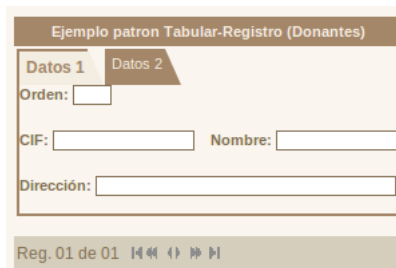 Ejemplo patron Tabular-Registro (Donantes)
Datos 1 Datos 2
Orden:
CIF: Nombre:
Dirección:
Reg. 01 de 01